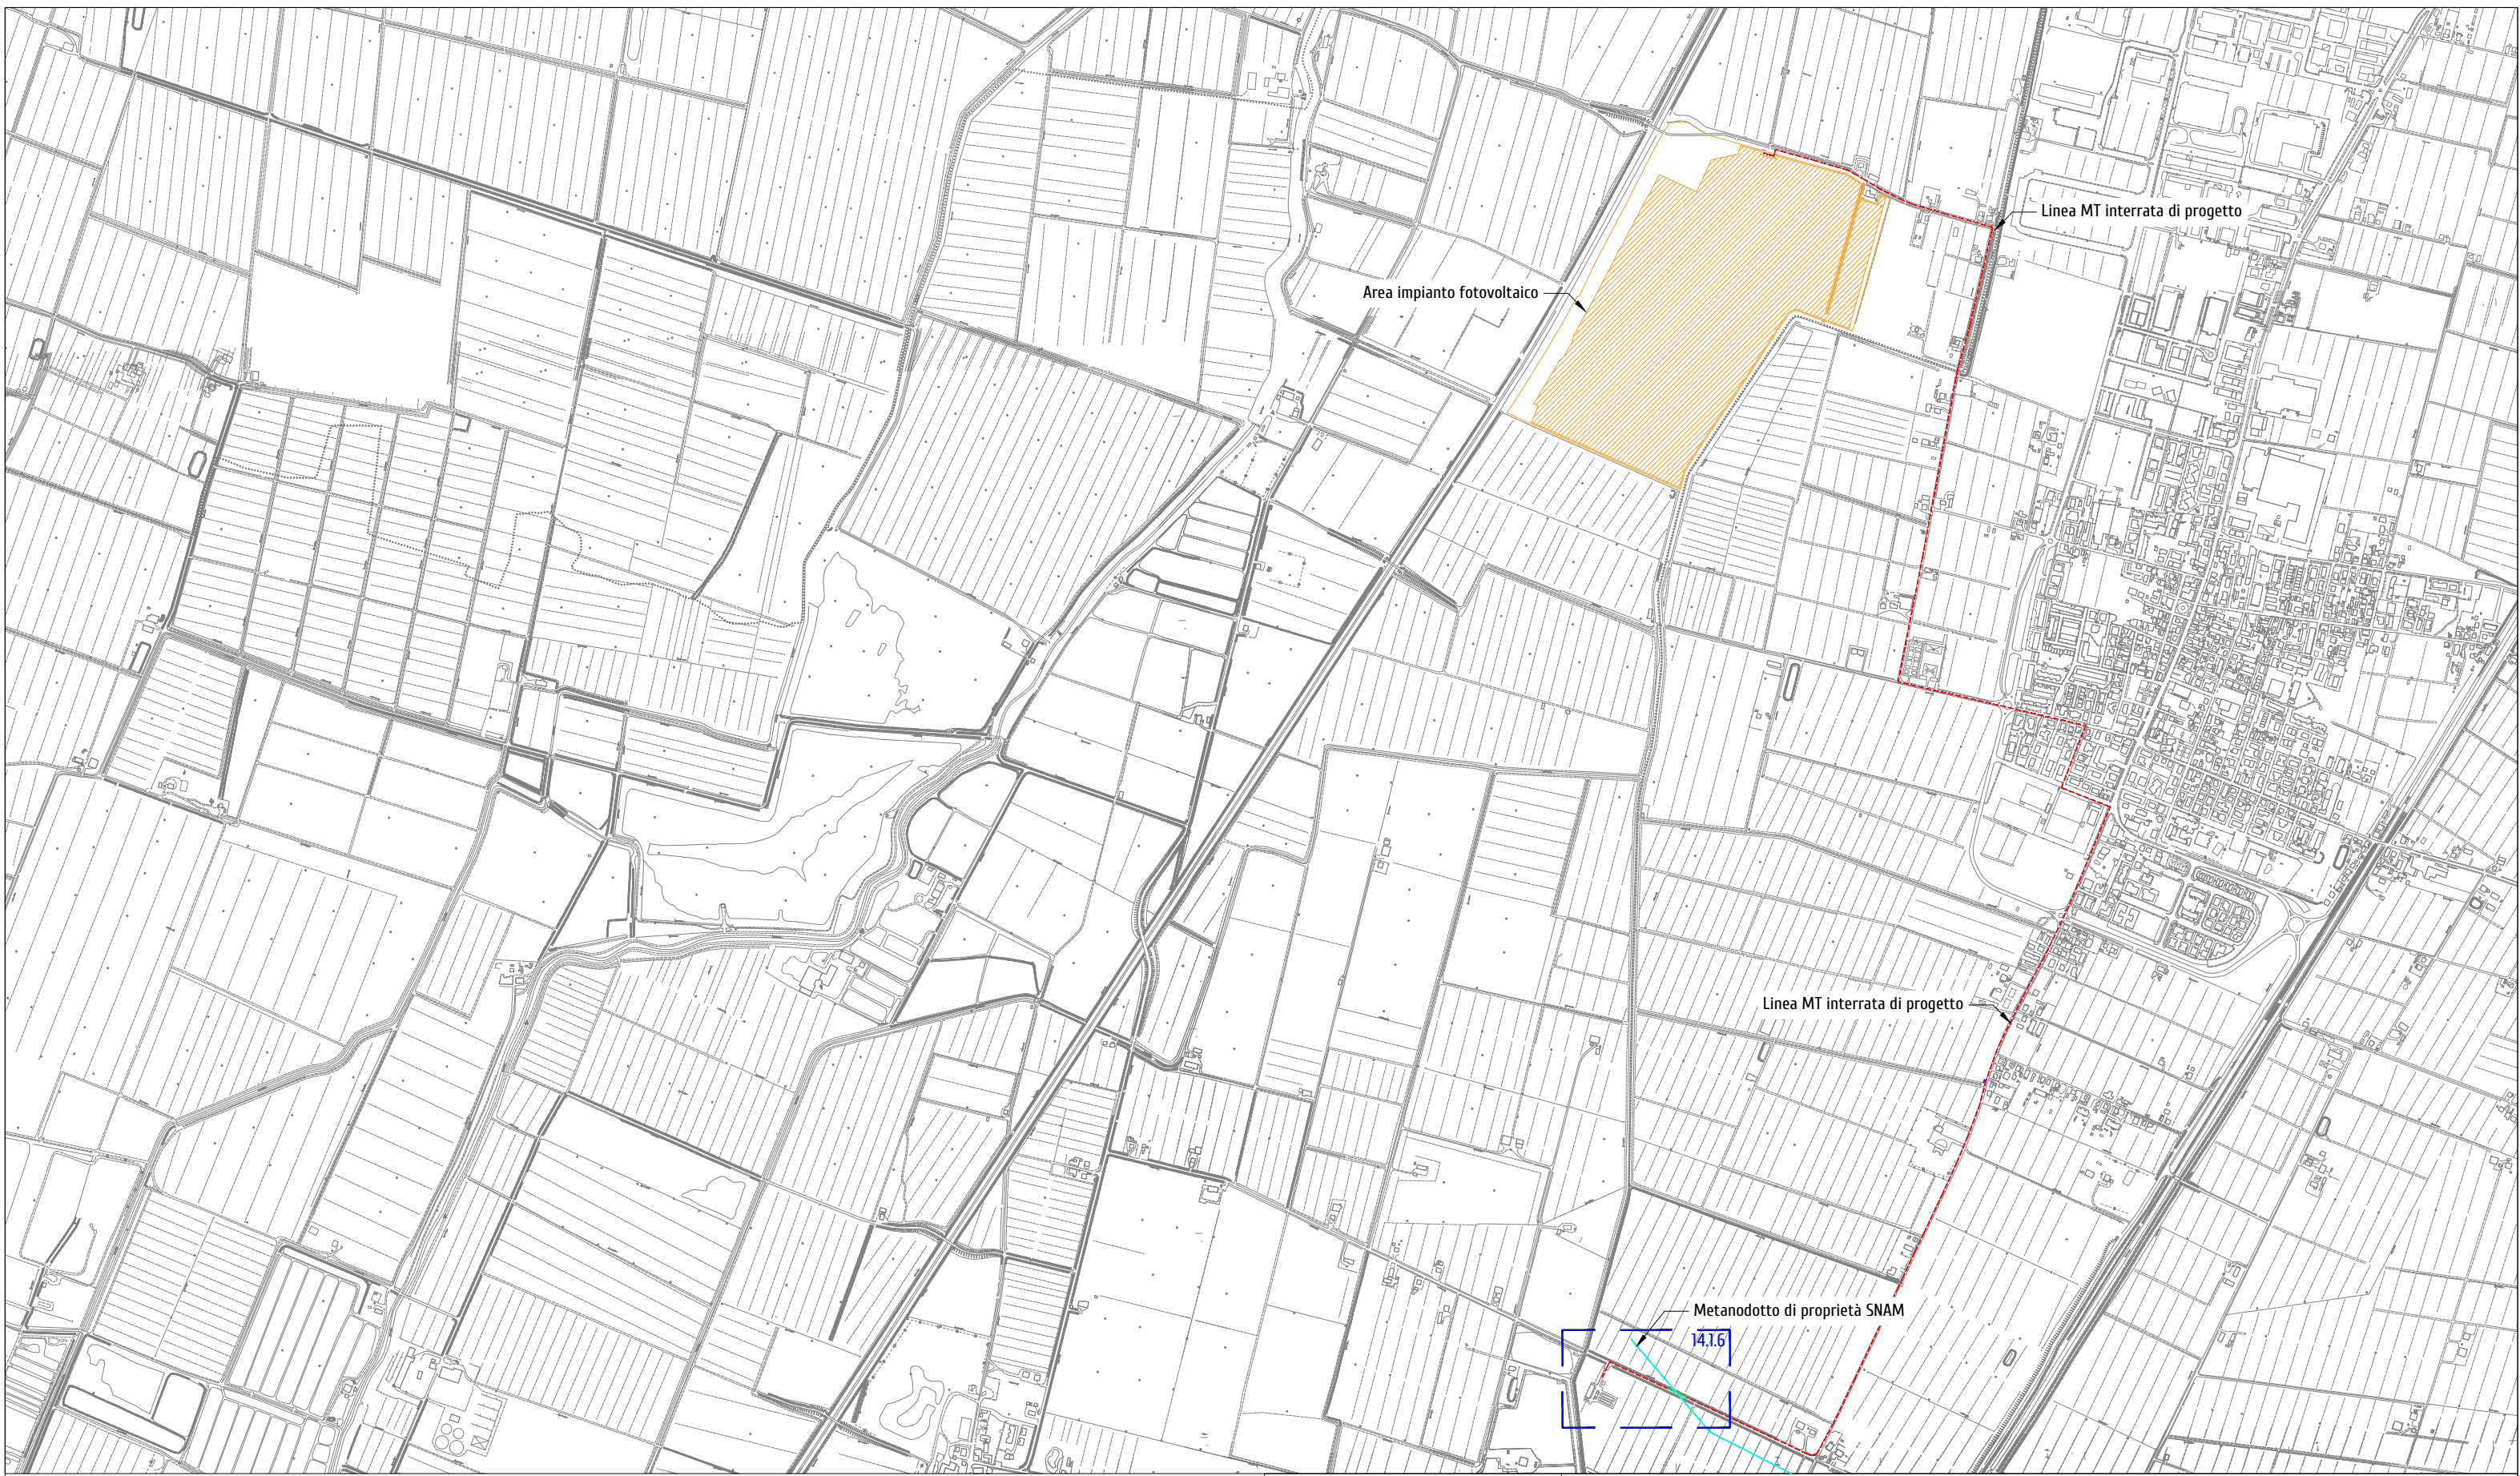 Linea MT interrata di progetto
Area impianto fotovoltaico
Linea MT interrata di progetto
Metanodotto di proprietà SNAM
14.1.6